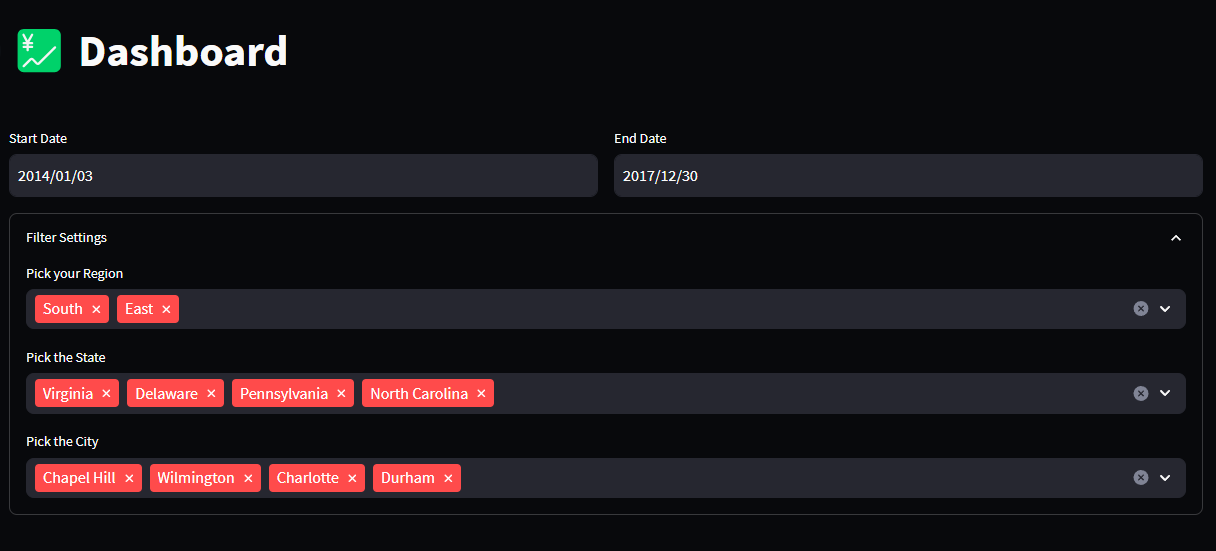 ¥ Dashboard
Start Date End Date
2014/01/03 2017/12/30
Filter Settings
Pick your Region
South × East ×
Pick the State
Virginia × Delaware × Pennsylvania × North Carolina ×
Pick the City
Chapel Hill × Wilmington × Charlotte × Durham ×